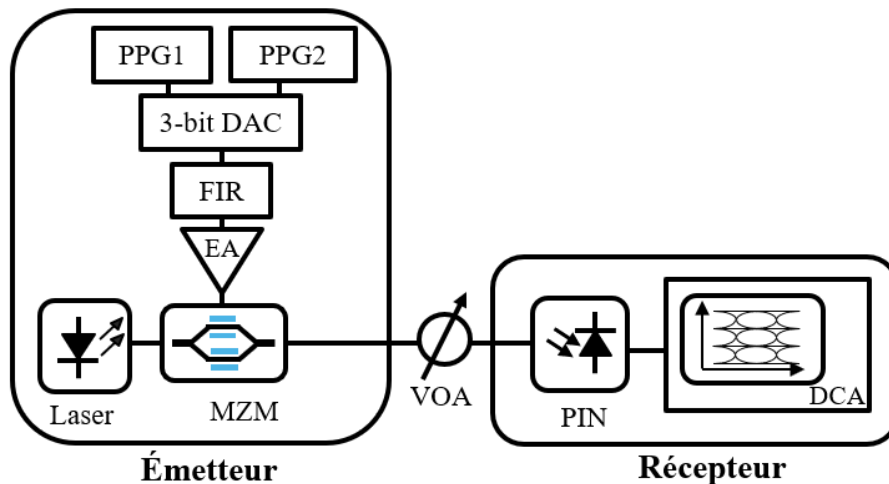 PPG1
PPG2
3-bit DAC
FIR
EA
Laser
MZM
VOA
PIN
DCA
Émetteur
Récepteur